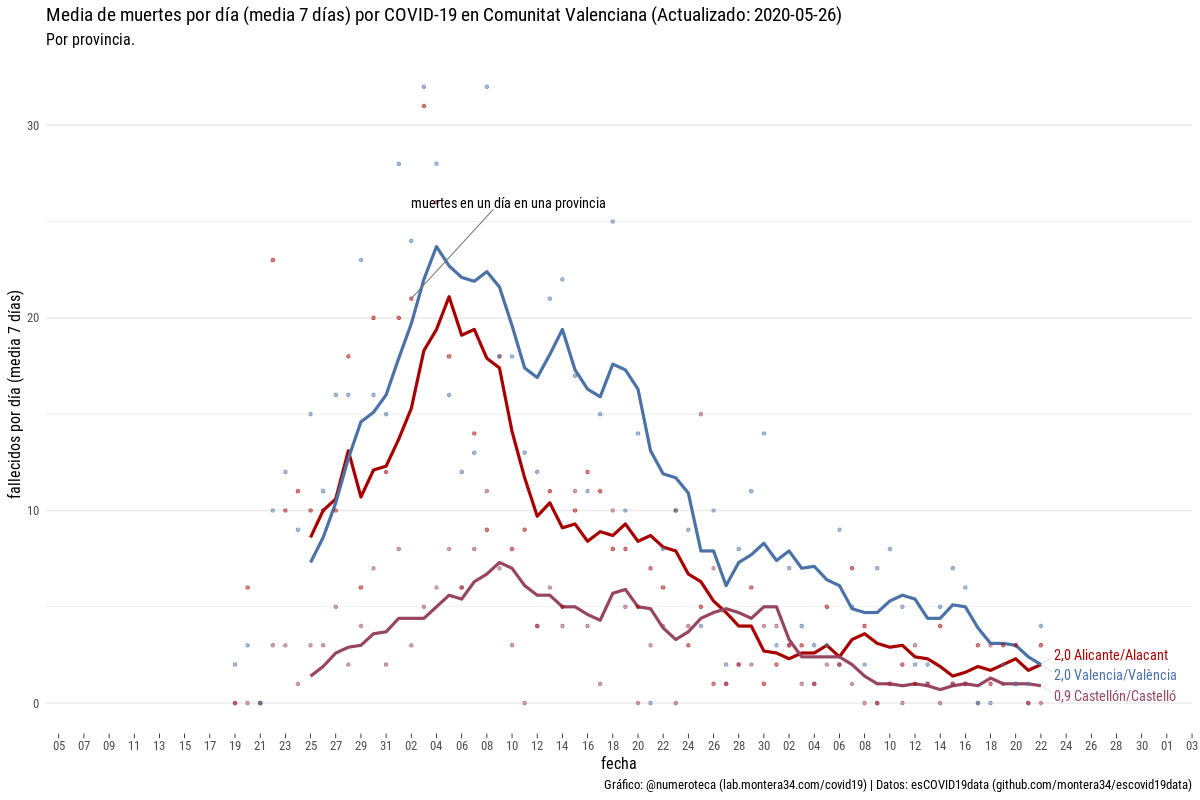 Media de muertes por día (media 7 días) por COVID-19 en Comunitat Valenciana (Actualizado: 2020-05-26)
Por provincia.
fallecidos por día (media 7 días)
30
20
10
0
muertes en un día en una provincia
2,0 Alicante/Alacant
2,0 Valencia/València
0,9 Castellón/Castelló
05 07 09 11 13 15 17 19 21 23 25 27 29 31 02 04 06 08 10 12 14 16 18 20 22 24 26 28 30 02 04 06 08 10 12 14 16 18 20 22 24 26 28 30 01 03
fecha
Gráfico: @numeroteca (lab.montera34.com/covid19) | Datos: esCOVID19data (github.com/montera34/escovid19data)